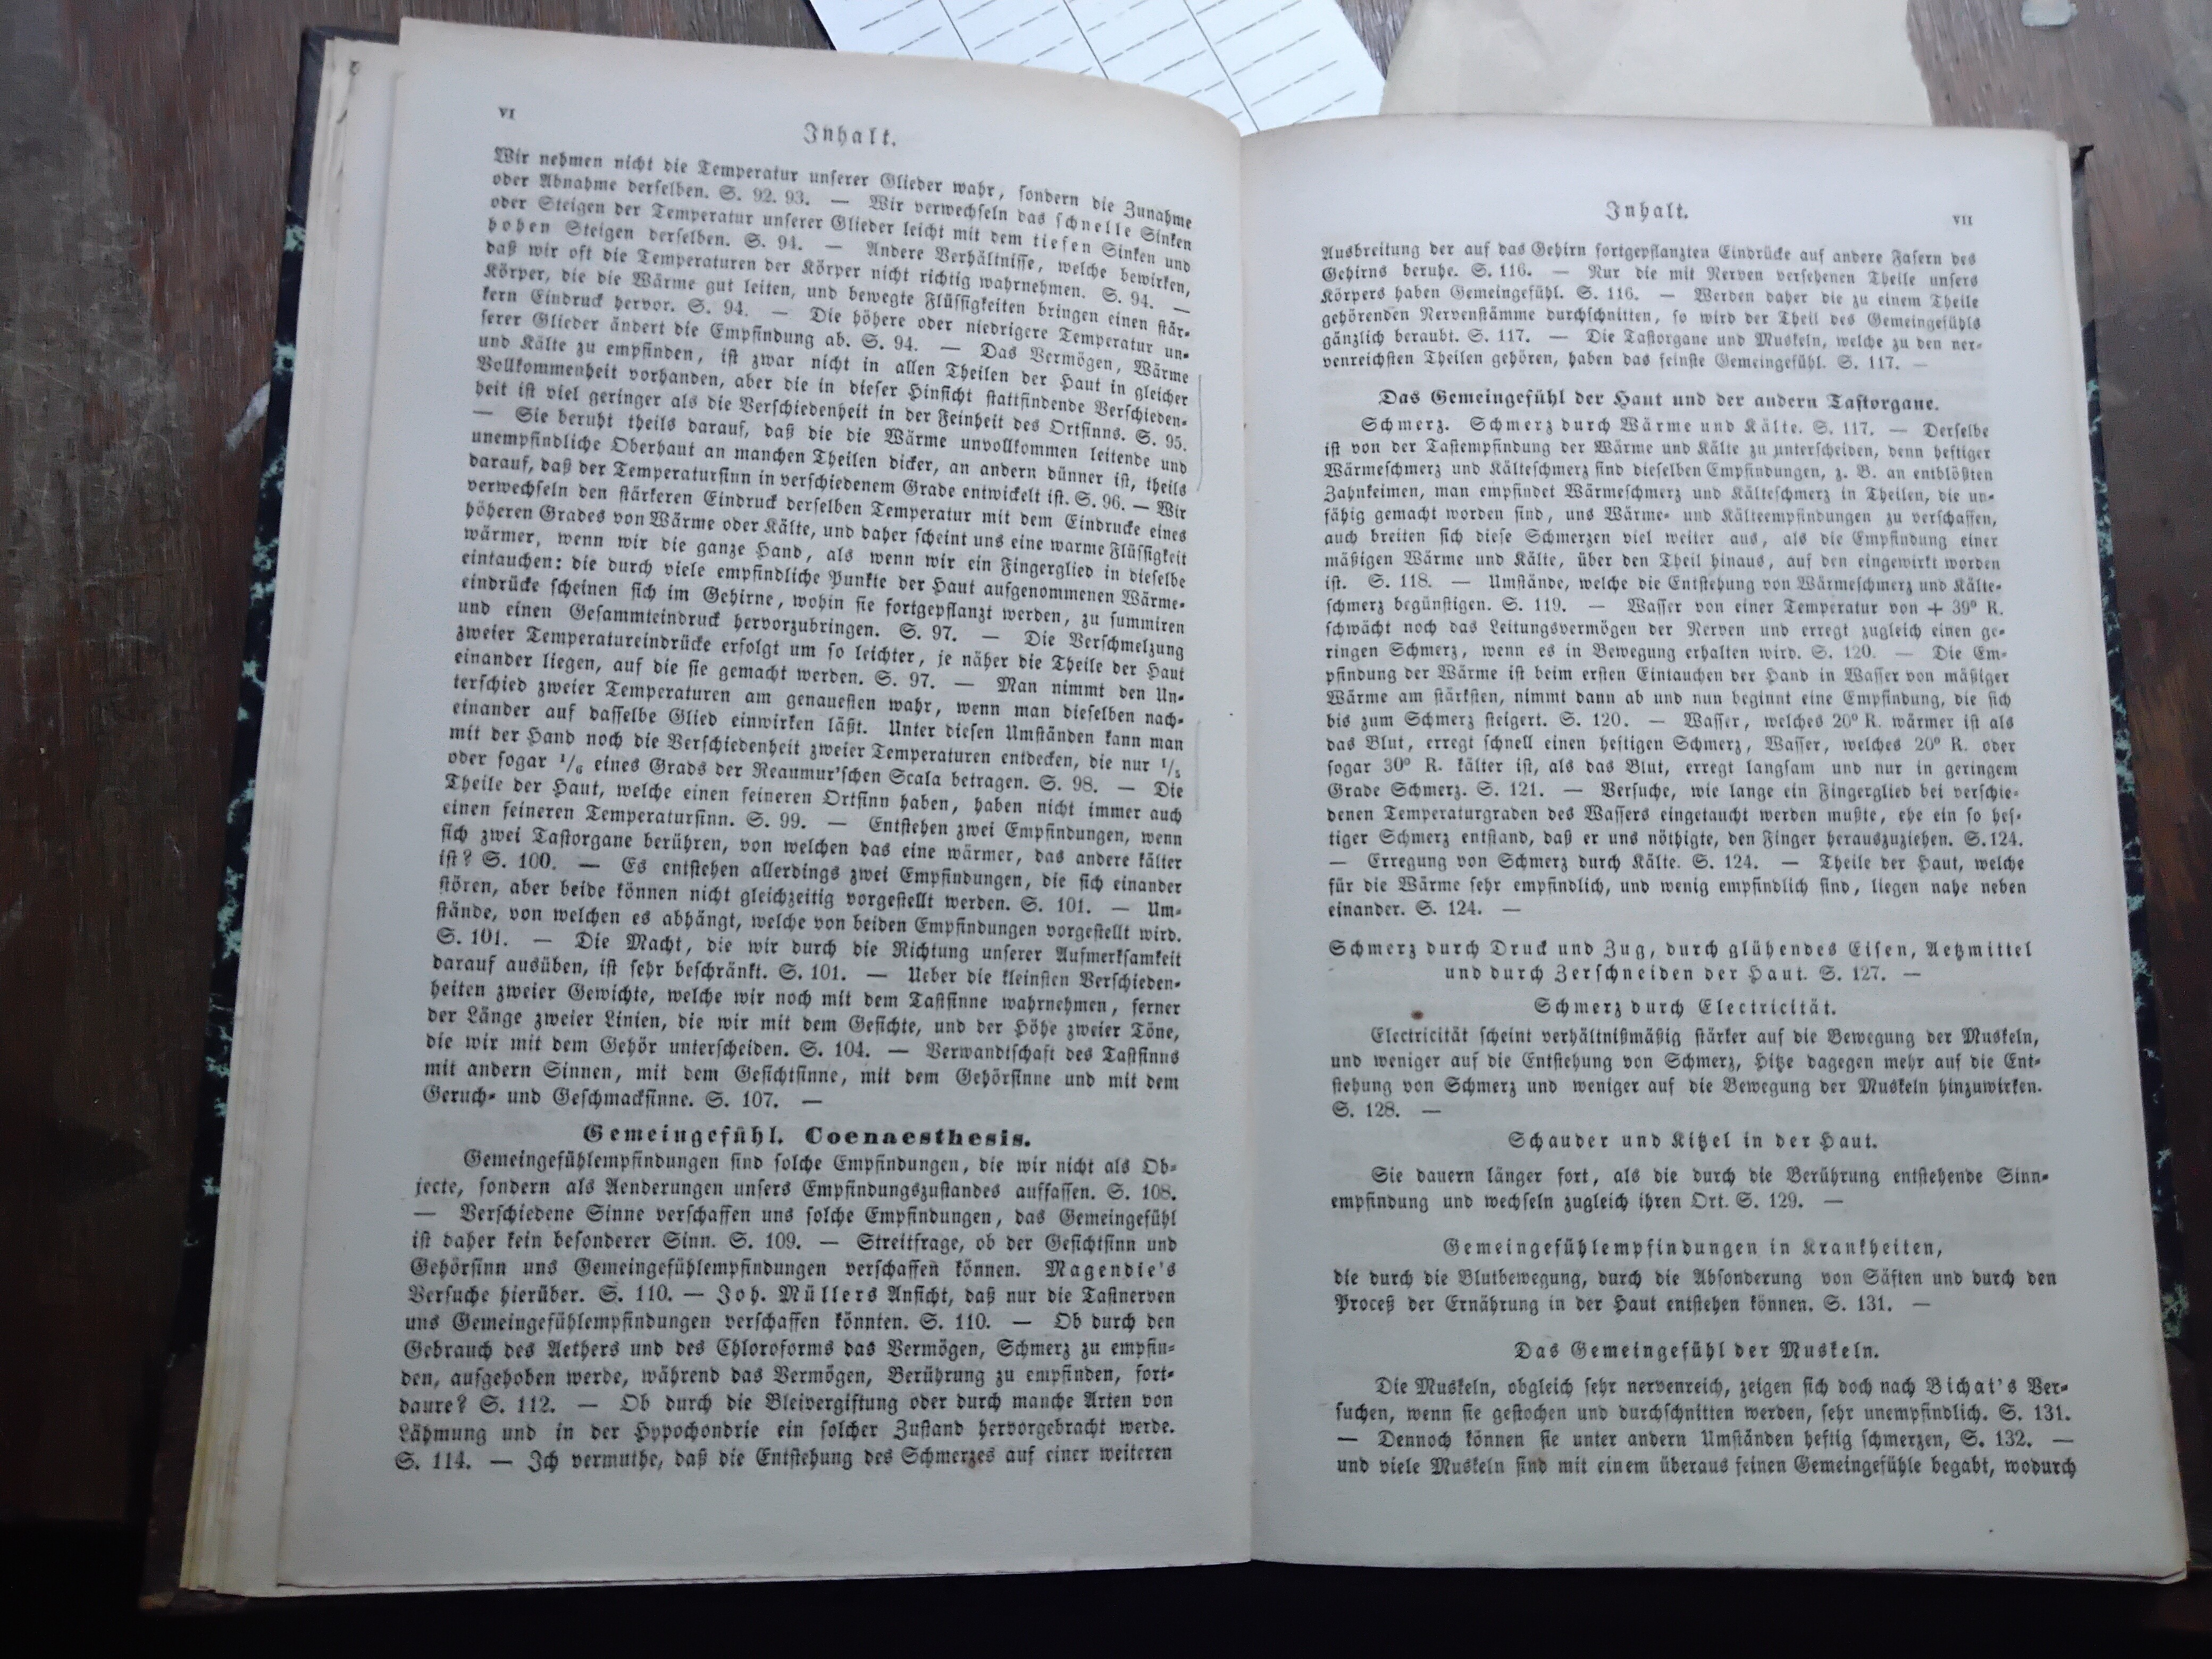 VI
Inhalt.
Wir nehmen nicht die Temperatur unserer Glieder wahr, sondern die Zunahme
oder Abnahme derselben. S. 92. 93. — Wir verwechseln das schnelle Sinken
oder Steigen der Temperatur unserer Glieder leicht mit dem tiefen Sinken und
hohen Steigen derselben. S. 94. — Andere Verhältnisse, welche bewirken,
daß wir oft die Temperaturen der Körper nicht richtig wahrnehmen. S. 94. —
Körper, die die Wärme gut leiten, und bewegte Flüssigkeiten bringen einen stär-
kern Eindruck hervor. S. 94. — Die höhere oder niedrigere Temperatur un-
serer Glieder ändert die Empfindung ab. S. 94. — Das Vermögen, Wärme
und Kälte zu empfinden, ist zwar nicht in allen Theilen der Haut in gleicher
Vollkommenheit vorhanden, aber die in dieser Hinsicht stattfindende Verschieden-
heit ist viel geringer als die Verschiedenheit in der Feinheit des Ortsinns. S. 95.
— Sie beruht theils darauf, daß die die Wärme unvollkommen leitende und
unempfindliche Oberhaut an manchen Theilen dicker, an andern dünner ist, theils
darauf, daß der Temperatursinn in verschiedenem Grade entwickelt ist. S. 96. — Wir
verwechseln den stärkeren Eindruck derselben Temperatur mit dem Eindrucke eines
höheren Grades von Wärme oder Kälte, und daher scheint uns eine warme Flüssigkeit
wärmer, wenn wir die ganze Hand, als wenn wir ein Fingerglied in dieselbe
eintauchen: die durch viele empfindliche Punkte der Haut aufgenommenen Wärme-
eindrücke scheinen sich im Gehirne, wohin sie fortgepflanzt werden, zu summiren
und einen Gesammteindruck hervorzubringen. S. 97. — Die Verschmelzung
zweier Temperatureindrücke erfolgt um so leichter, je näher die Theile der Haut
einander liegen, auf die sie gemacht werden. S. 97. — Man nimmt den Un-
terschied zweier Temperaturen am genauesten wahr, wenn man dieselben nach-
einander auf dasselbe Glied einwirken läßt. Unter diesen Umständen kann man
mit der Hand noch die Verschiedenheit zweier Temperaturen entdecken, die nur 1/5
oder sogar 1/6 eines Grads der Reaumur'schen Scala betragen. S. 98. — Die
Theile der Haut, welche einen feineren Ortsinn haben, haben nicht immer auch
einen feineren Temperatursinn. S. 99. — Entstehen zwei Empfindungen, wenn
sich zwei Tastorgane berühren, von welchen das eine wärmer, das andere kälter
ist? S. 100. — Es entstehen allerdings zwei Empfindungen, die sich einander
stören, aber beide können nicht gleichzeitig vorgestellt werden. S. 101. — Um-
stände, von welchen es abhängt, welche von beiden Empfindungen vorgestellt wird.
S. 101. — Die Macht, die wir durch die Richtung unserer Aufmerksamkeit
darauf ausüben, ist sehr beschränkt. S. 101. — Ueber die kleinsten Verschieden-
heiten zweier Gewichte, welche wir noch mit dem Tastsinne wahrnehmen, ferner
der Länge zweier Linien, die wir mit dem Gesichte, und der Höhe zweier Töne,
die wir mit dem Gehör unterscheiden. S. 104. — Verwandtschaft des Tastsinns
mit andern Sinnen, mit dem Gesichtsinne, mit dem Gehörsinne und mit dem
Geruch- und Geschmacksinne. S. 107. —
Gemeingefühl. Coenaesthesis.
Gemeingefühlempfindungen sind solche Empfindungen, die wir nicht als Ob-
jecte, sondern als Aenderungen unsers Empfindungszustandes auffassen. S. 108.
— Verschiedene Sinne verschaffen uns solche Empfindungen, das Gemeingefühl
ist daher kein besonderer Sinn. S. 109. — Streitfrage, ob der Gesichtsinn und
Gehörsinn uns Gemeingefühlempfindungen verschaffen können. Magendie's
Versuche hierüber. S. 110. — Joh. Müllers Ansicht, daß nur die Tastnerven
uns Gemeingefühlempfindungen verschaffen könnten. S. 110. — Ob durch den
Gebrauch des Aethers und des Chloroforms das Vermögen, Schmerz zu empfin-
den, aufgehoben werde, während das Vermögen, Berührung zu empfinden, fort-
daure? S. 112. — Ob durch die Bleivergiftung oder durch manche Arten von
Lähmung und in der Hypochondrie ein solcher Zustand hervorgebracht werde.
S. 114. — Ich vermuthe, daß die Entstehung des Schmerzes auf einer weiteren
Inhalt.
VII
Ausbreitung der auf das Gehirn fortgepflanzten Eindrücke auf andere Fasern des
Gehirns beruhe. S. 116. — Nur die mit Nerven versehenen Theile unsers
Körpers haben Gemeingefühl. S. 116. — Werden daher die zu einem Theile
gehörenden Nervenstämme durchschnitten, so wird der Theil des Gemeingefühls
gänzlich beraubt. S. 117. — Die Tastorgane und Muskeln, welche zu den ner-
venreichsten Theilen gehören, haben das feinste Gemeingefühl. S. 117. —
Das Gemeingefühl der Haut und der andern Tastorgane.
Schmerz. Schmerz durch Wärme und Kälte. S. 117. — Derselbe
ist von der Tastempfindung der Wärme und Kälte zu unterscheiden, denn heftiger
Wärmeschmerz und Kälteschmerz sind dieselben Empfindungen, z. B. an entblößten
Zahnkeimen, man empfindet Wärmeschmerz und Kälteschmerz in Theilen, die un-
fähig gemacht worden sind, uns Wärme- und Kälteempfindungen zu verschaffen,
auch breiten sich diese Schmerzen viel weiter aus, als die Empfindung einer
mäßigen Wärme und Kälte, über den Theil hinaus, auf den eingewirkt worden
ist. S. 118. — Umstände, welche die Entstehung von Wärmeschmerz und Kälte-
schmerz begünstigen. S. 119. — Wasser von einer Temperatur von + 39º R.
schwächt noch das Leitungsvermögen der Nerven und erregt zugleich einen ge-
ringen Schmerz, wenn es in Bewegung erhalten wird. S. 120. — Die Em-
pfindung der Wärme ist beim ersten Eintauchen der Hand in Wasser von mäßiger
Wärme am stärksten, nimmt dann ab und nun beginnt eine Empfindung, die sich
bis zum Schmerz steigert. S. 120. — Wasser, welches 20º R. wärmer ist als
das Blut, erregt schnell einen heftigen Schmerz, Wasser, welches 20º R. oder
sogar 30º R. kälter ist, als das Blut, erregt langsam und nur in geringem
Grade Schmerz. S. 121. — Versuche, wie lange ein Fingerglied bei verschie-
denen Temperaturgraden des Wassers eingetaucht werden mußte, ehe ein so hef-
tiger Schmerz entstand, daß er uns nöthigte, den Finger herauszuziehen. S. 124.
— Erregung von Schmerz durch Kälte. S. 124. — Theile der Haut, welche
für die Wärme sehr empfindlich, und wenig empfindlich sind, liegen nahe neben
einander. S. 124. —
Schmerz durch Druck und Zug, durch glühendes Eisen, Aetzmittel
und durch Zerschneiden der Haut. S. 127. —
Schmerz durch Electricität.
Electricität scheint verhältnißmäßig stärker auf die Bewegung der Muskeln,
und weniger auf die Entstehung von Schmerz, Hitze dagegen mehr auf die Ent-
stehung von Schmerz und weniger auf die Bewegung der Muskeln hinzuwirken.
S. 128. —
Schauder und Kitzel in der Haut.
Sie dauern länger fort, als die durch die Berührung entstehende Sinn-
empfindung und wechseln zugleich ihren Ort. S. 129. —
Gemeingefühlempfindungen in Krankheiten,
die durch die Blutbewegung, durch die Absonderung von Säften und durch den
Proceß der Ernährung in der Haut entstehen können. S. 131. —
Das Gemeingefühl der Muskeln.
Die Muskeln, obgleich sehr nervenreich, zeigen sich doch nach Bichat's Ver-
suchen, wenn sie gestochen und durchschnitten werden, sehr unempfindlich. S. 131.
— Dennoch können sie unter andern Umständen heftig schmerzen, S. 132. —
und viele Muskeln sind mit einem überaus feinen Gemeingefühle begabt, wodurch